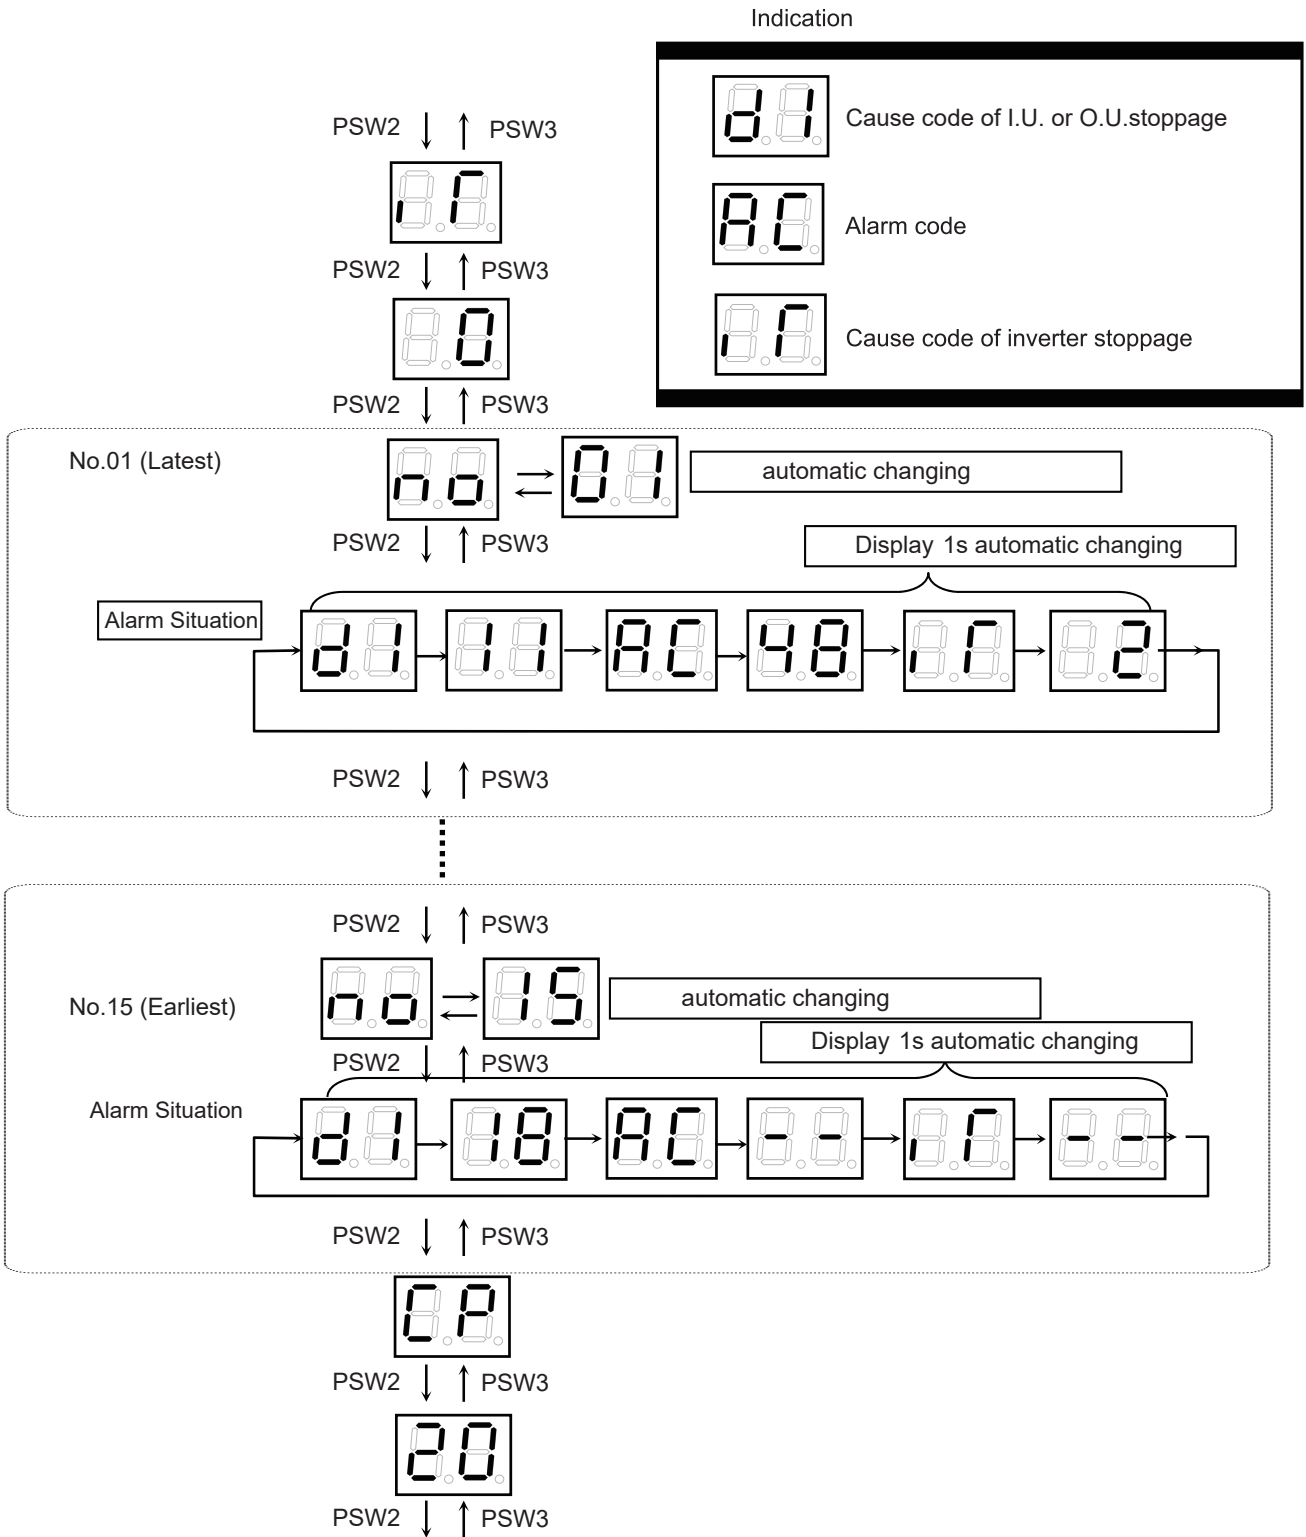 Indication
d1 Cause code of I.U. or O.U.stoppage
AC Alarm code
iT Cause code of inverter stoppage
PSW2 PSW3
iT
PSW2 PSW3
0
PSW2 PSW3
No.01 (Latest)
no 01 automatic changing
PSW2 PSW3
Display 1s automatic changing
Alarm Situation
d1 11 AC 48 iT 2
PSW2 PSW3
PSW2 PSW3
No.15 (Earliest)
no 15 automatic changing
Display 1s automatic changing
PSW2 PSW3
Alarm Situation
d1 18 AC -- iT --
PSW2 PSW3
CP
PSW2 PSW3
20
PSW2 PSW3